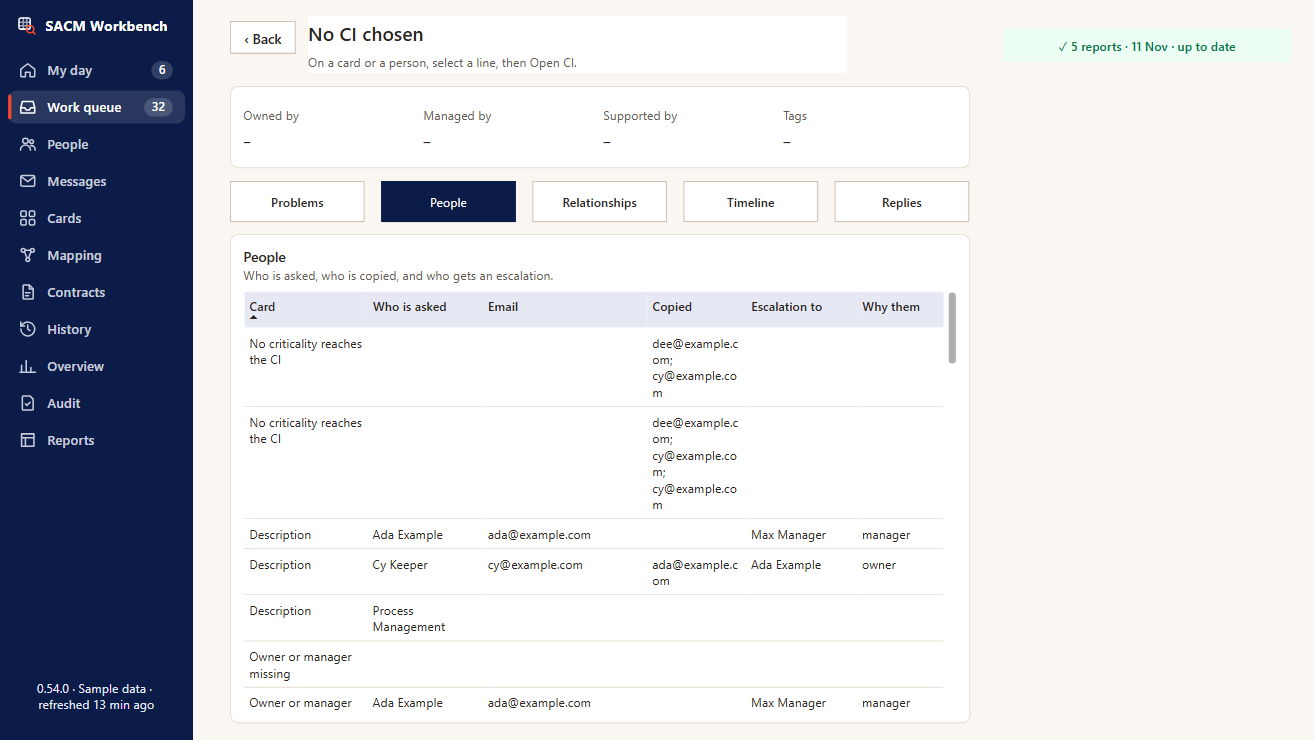 SACM Workbench
My day 6
Work queue 32
People
Messages
Cards
Mapping
Contracts
History
Overview
Audit
Reports
0.54.0 · Sample data ·
refreshed 13 min ago
‹ Back
No CI chosen
On a card or a person, select a line, then Open CI.
✓ 5 reports · 11 Nov · up to date
Owned by Managed by Supported by Tags
– – – –
Problems People Relationships Timeline Replies
People
Who is asked, who is copied, and who gets an escalation.
Card Who is asked Email Copied Escalation to Why them
No criticality reaches dee@example.c
the CI om;
cy@example.co
m
No criticality reaches dee@example.c
the CI om;
cy@example.co
m;
cy@example.co
m
Description Ada Example ada@example.com Max Manager manager
Description Cy Keeper cy@example.com ada@example.c Ada Example owner
om
Description Process
Management
Owner or manager
missing
Owner or manager Ada Example ada@example.com Max Manager manager